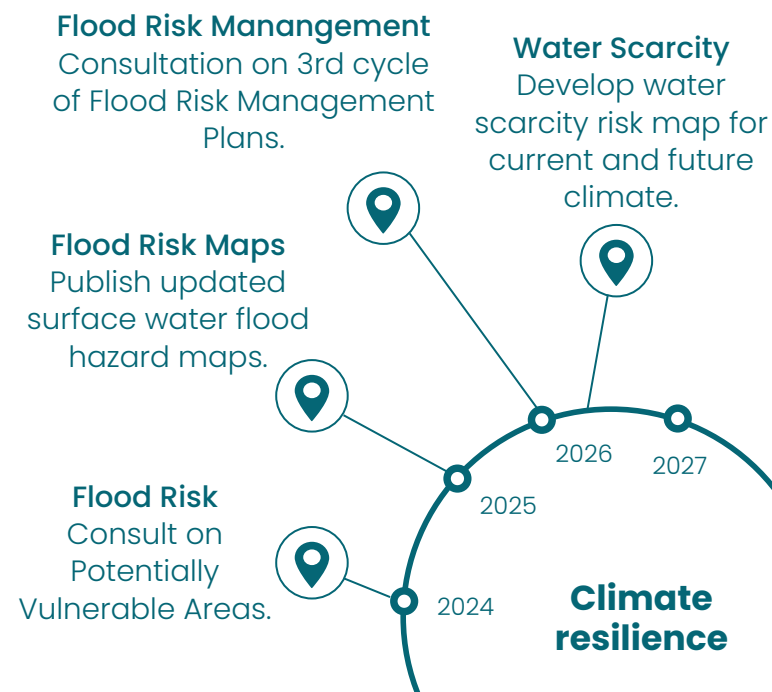 Flood Risk Manangement
Consultation on 3rd cycle
of Flood Risk Management
Plans.
Water Scarcity
Develop water
scarcity risk map for
current and future
climate.
Flood Risk Maps
Publish updated
surface water flood
hazard maps.
Flood Risk
Consult on
Potentially
Vulnerable Areas.
2024
2025
2026
2027
Climate
resilience